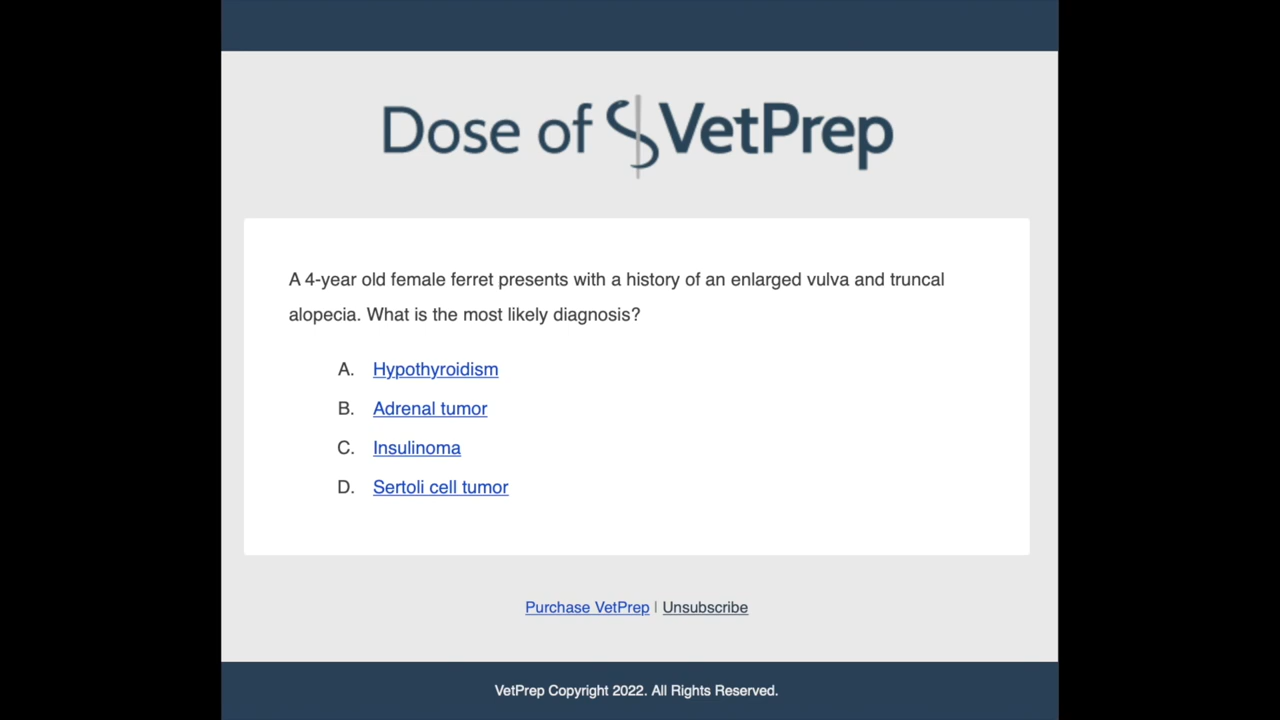 Dose of VetPrep
A 4-year old female ferret presents with a history of an enlarged vulva and truncal
alopecia. What is the most likely diagnosis?
A. Hypothyroidism
B. Adrenal tumor
C. Insulinoma
D. Sertoli cell tumor
Purchase VetPrep | Unsubscribe
VetPrep Copyright 2022. All Rights Reserved.